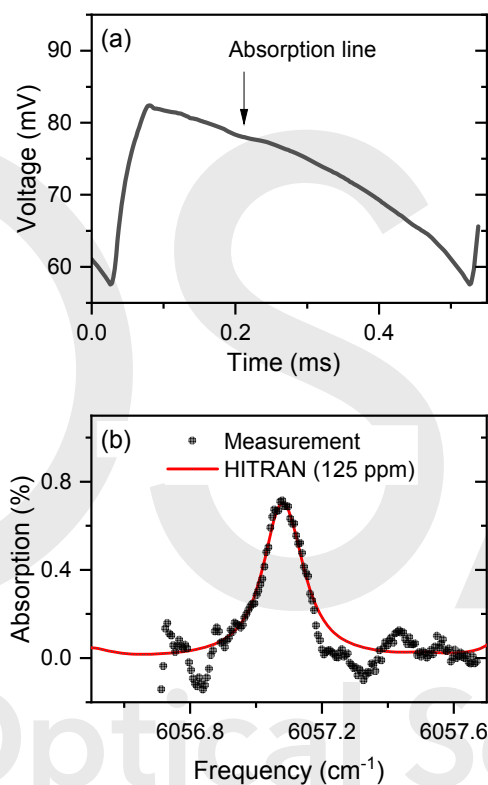 (a)
Absorption line
90
80
70
60
Voltage (mV)
0.0 0.2 0.4
Time (ms)
(b)
Measurement
HITRAN (125 ppm)
0.8
0.4
0.0
Absorption (%)
6056.8 6057.2 6057.6
Frequency (cm⁻¹)
Optical S